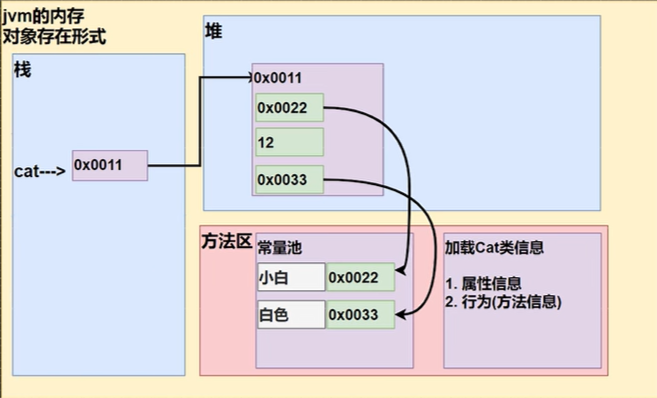 jvm的内存
对象存在形式
栈
cat--->
0x0011
堆
0x0011
0x0022
12
0x0033
方法区
常量池
小白
0x0022
白色
0x0033
加载Cat类信息
1. 属性信息
2. 行为(方法信息)